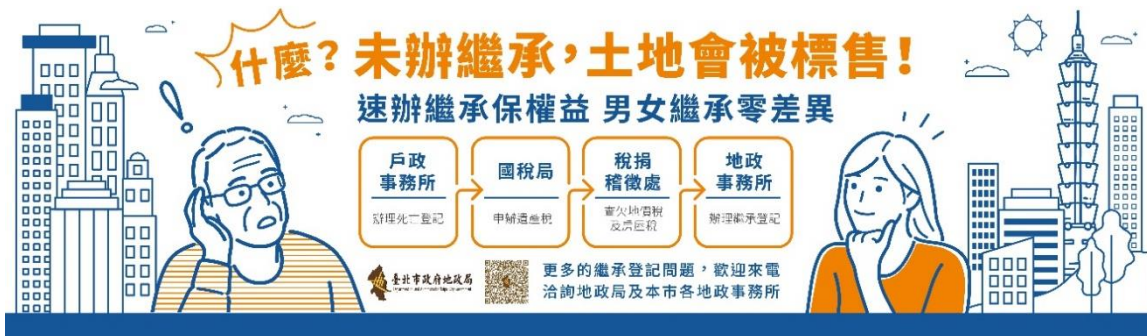 什麼？未辦繼承，土地會被標售！
速辦繼承保權益 男女繼承零差異
戶政
事務所
辦理死亡登記
國稅局
申辦遺產稅
稅捐
稽徵處
查欠地價稅
及房屋稅
地政
事務所
辦理繼承登記
臺北市政府地政局
更多的繼承登記問題，歡迎來電
洽詢地政局及本市各地政事務所